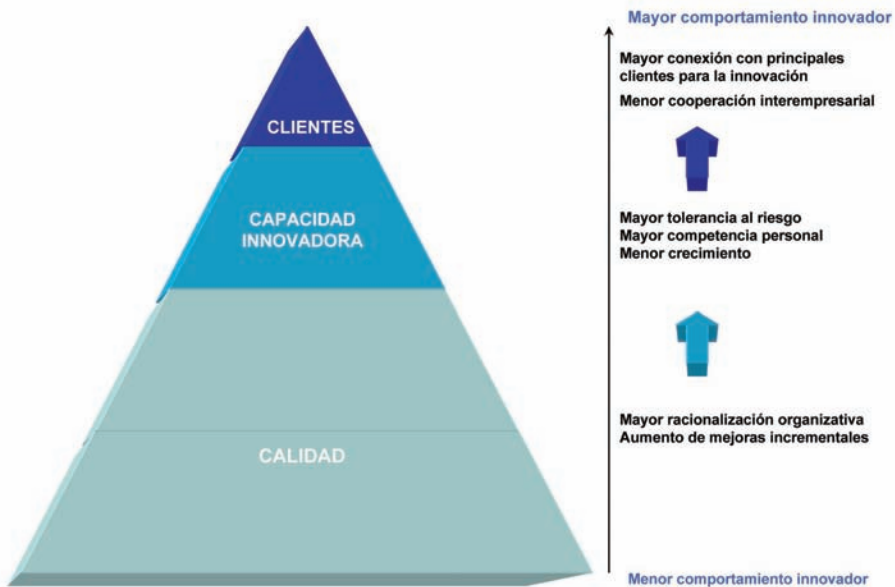 Mayor comportamiento innovador
Mayor conexión con principales
clientes para la innovación
Menor cooperación interempresarial
CLIENTES
CAPACIDAD
INNOVADORA
Mayor tolerancia al riesgo
Mayor competencia personal
Menor crecimiento
Mayor racionalización organizativa
Aumento de mejoras incrementales
CALIDAD
Menor comportamiento innovador